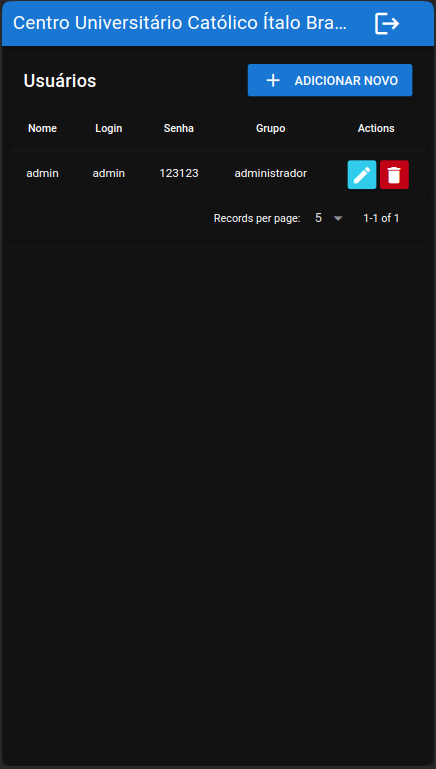 Centro Universitário Católico Ítalo Bra...
Usuários
ADICIONAR NOVO
Nome Login Senha Grupo Actions
admin admin 123123 administrador
Records per page: 5 1-1 of 1